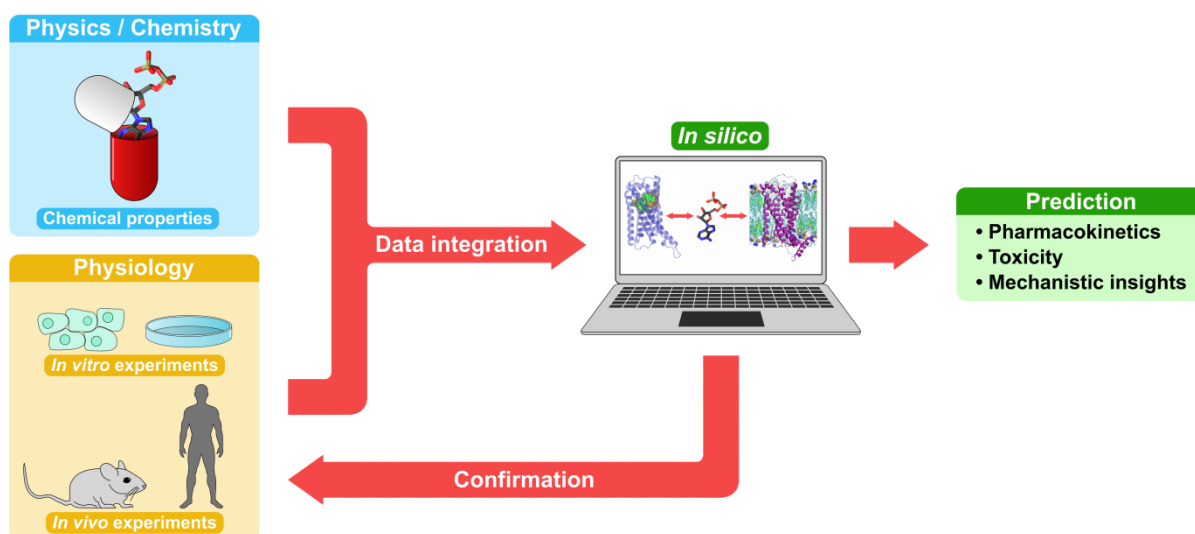 Physics / Chemistry
Chemical properties
Physiology
In vitro experiments
In vivo experiments
Data integration
Confirmation
In silico
Prediction
• Pharmacokinetics
• Toxicity
• Mechanistic insights